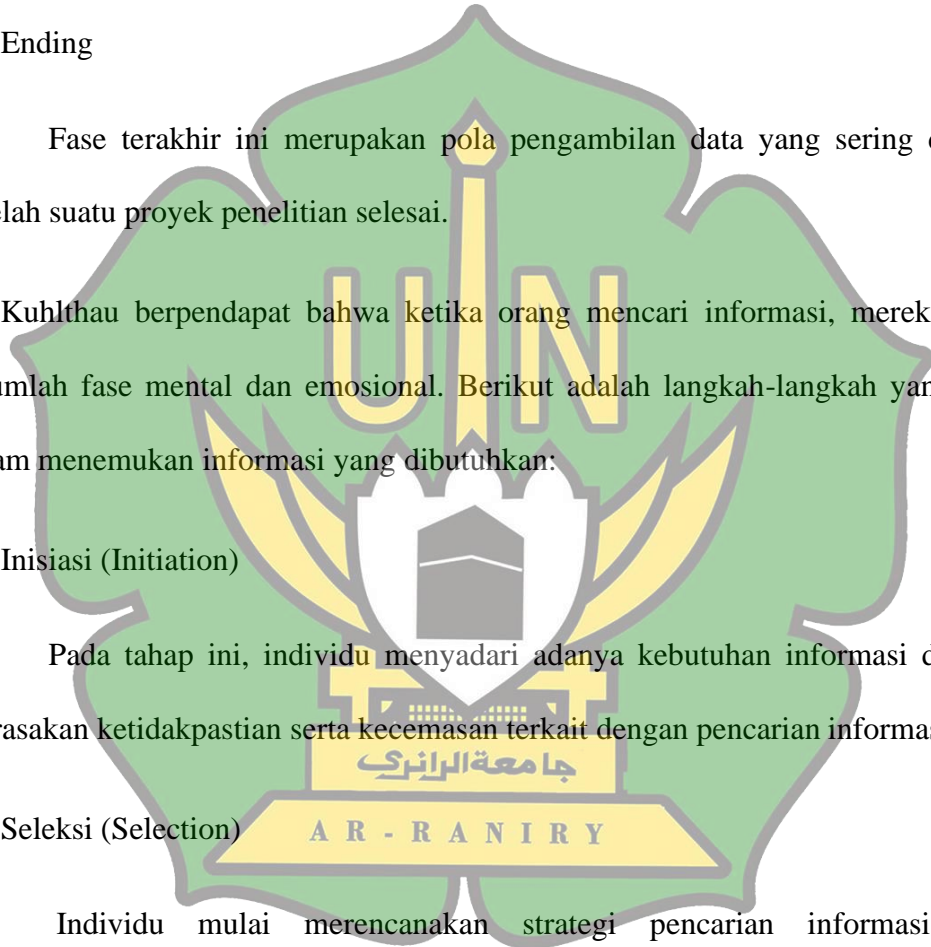 Ending
Fase terakhir ini merupakan pola pengambilan data yang sering d
elah suatu proyek penelitian selesai.
UIN
Kuhlthau berpendapat bahwa ketika orang mencari informasi, merek
umlah fase mental dan emosional. Berikut adalah langkah-langkah yan
am menemukan informasi yang dibutuhkan:
Inisiasi (Initiation)
Pada tahap ini, individu menyadari adanya kebutuhan informasi d
rasakan ketidakpastian serta kecemasan terkait dengan pencarian informas
جامعة الرانري
Seleksi (Selection)
AR-RANIRY
Individu mulai merencanakan strategi pencarian informasi